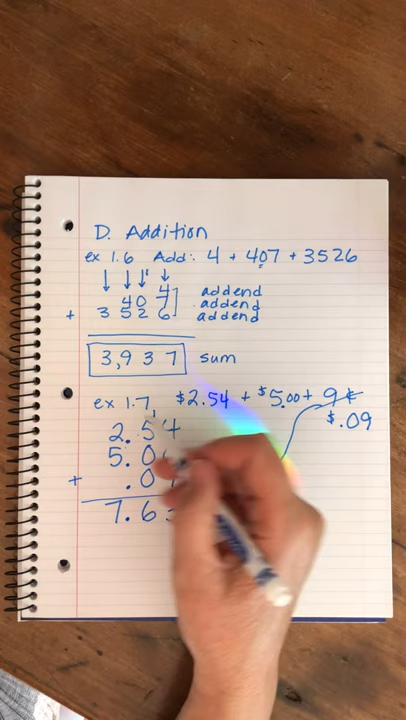 D. Addition
ex 1.6 Add: 4 + 407 + 3526
↓ ↓ ↓ 1 ↓
4 addend
407 addend
+ 3526 addend
3,937 sum
ex 1.7 $2.54 + $5.00 + 9¢
$.09
2.54
5.0
+ .0
7.6